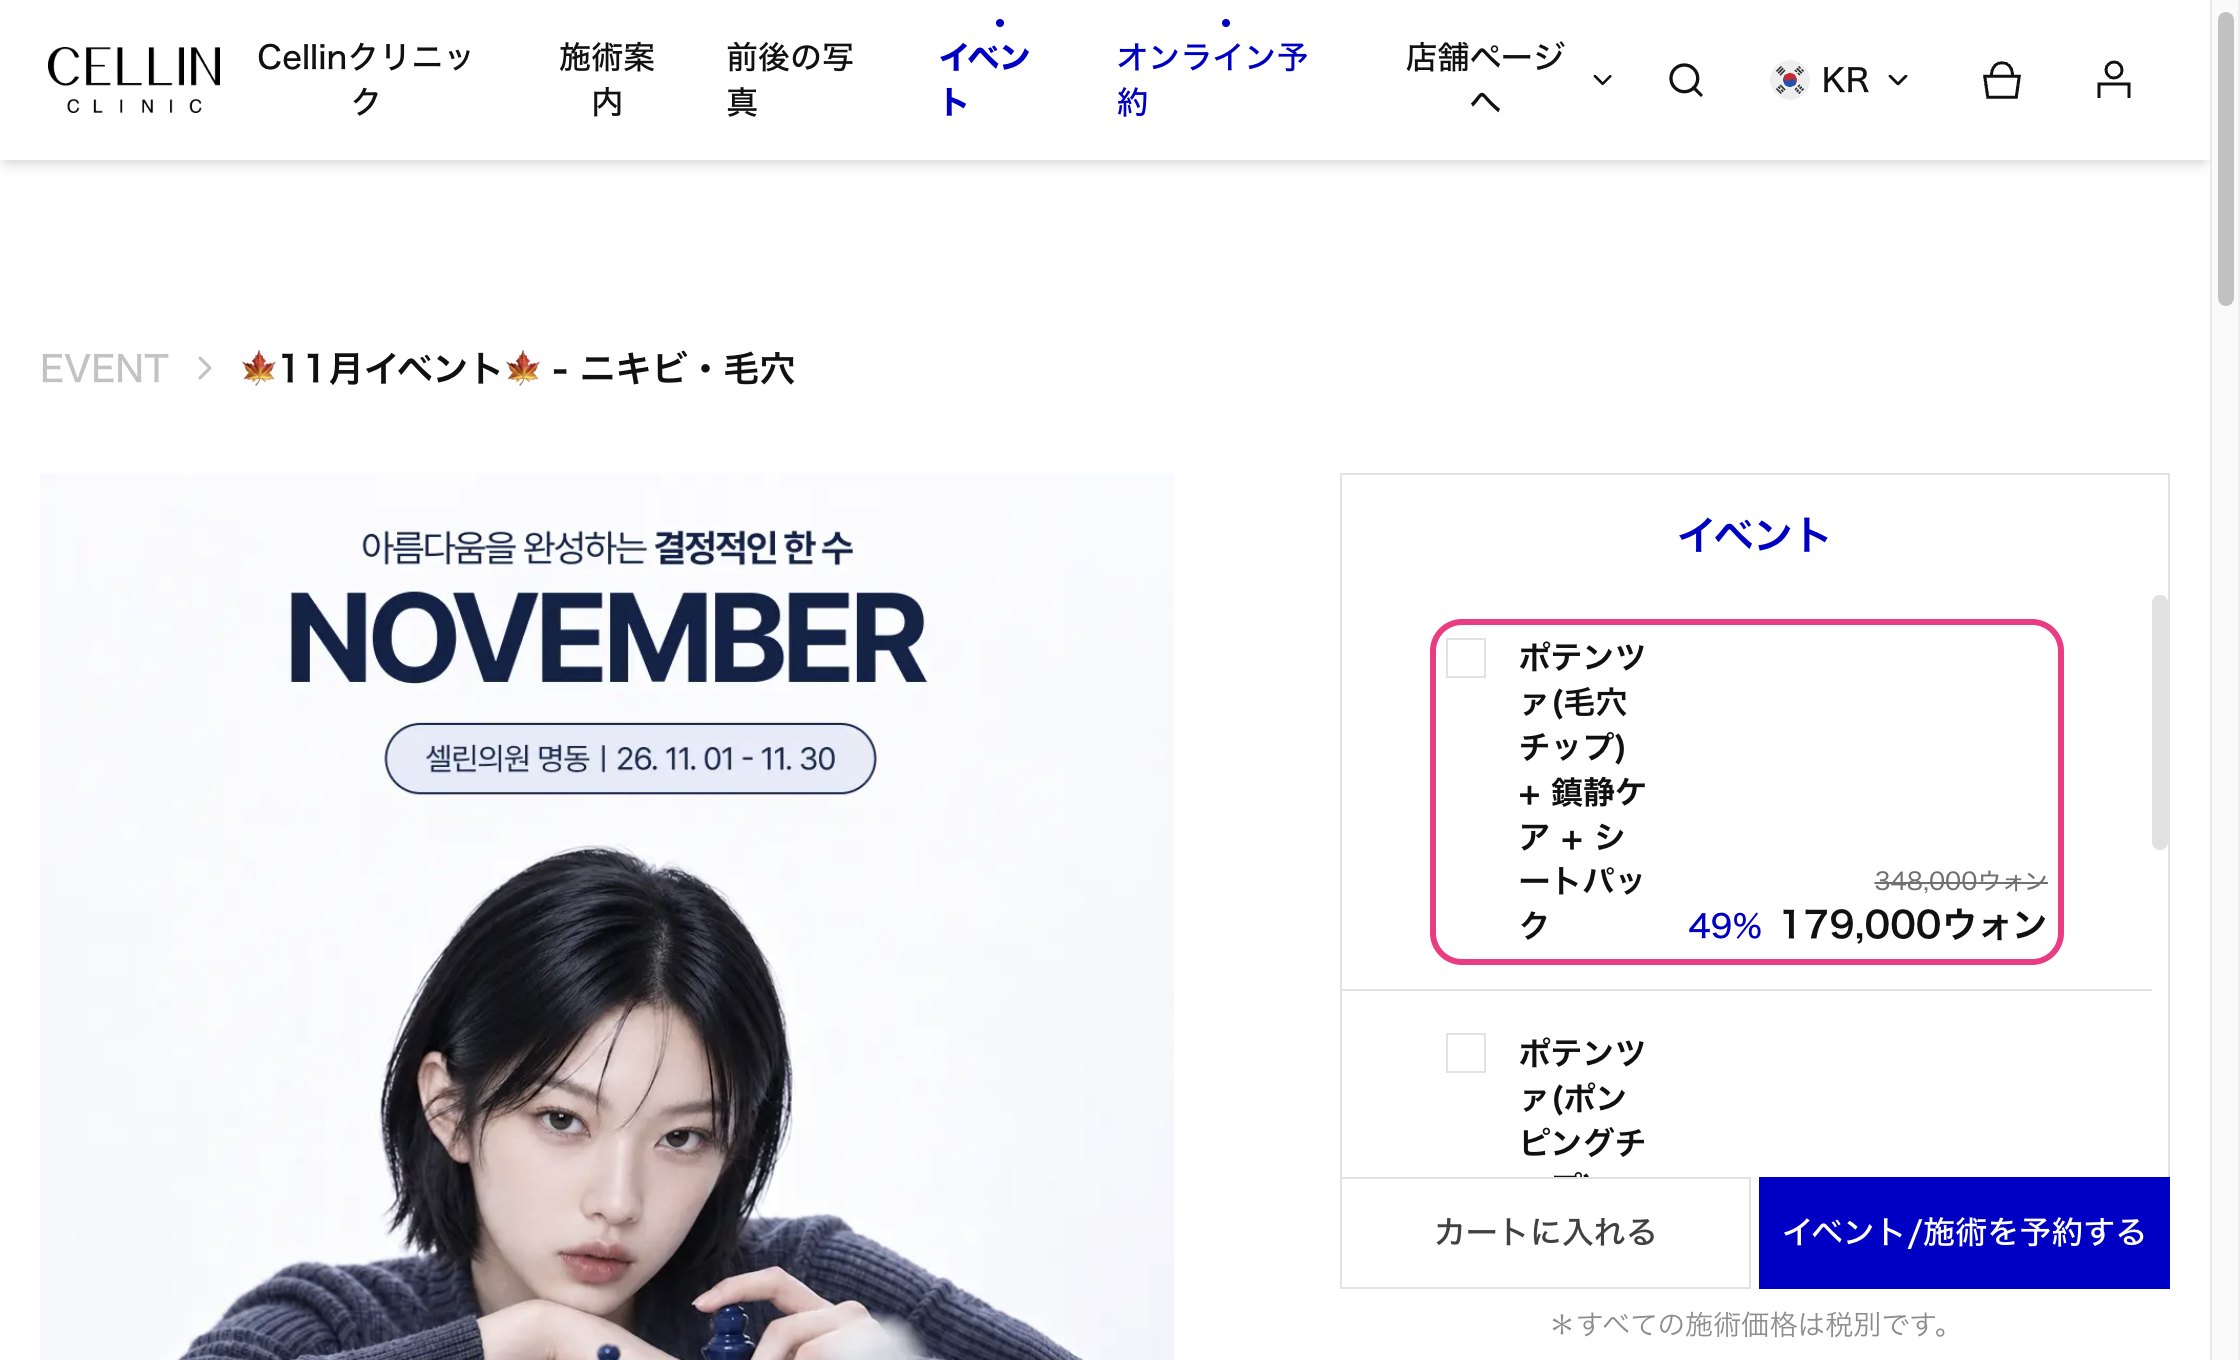 CELLIN
CLINIC
Cellinクリニッ
ク
施術案
内
前後の写
真
イベン
ト
オンライン予
約
店舗ページ
へ
KR
EVENT > 🍁11月イベント🍁 - ニキビ・毛穴
아름다움을 완성하는 결정적인 한 수
NOVEMBER
셀린의원 명동 | 26. 11. 01 - 11. 30
イベント
ポテンツ
ァ(毛穴
チップ)
+ 鎮静ケ
ア + シ
ートパッ
ク
348,000ウォン
49% 179,000ウォン
ポテンツ
ァ(ポン
ピングチ
カートに入れる
イベント/施術を予約する
＊すべての施術価格は税別です。